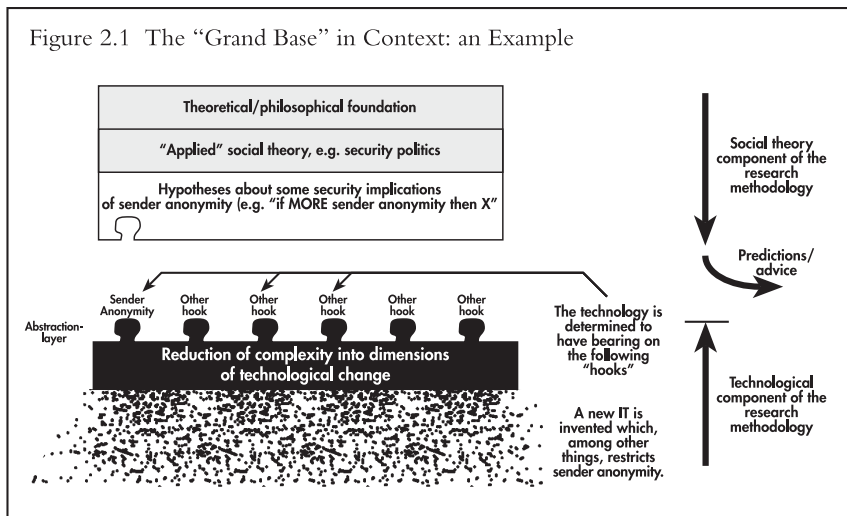 Figure 2.1 The “Grand Base” in Context: an Example
Theoretical/philosophical foundation
“Applied” social theory, e.g. security politics
Hypotheses about some security implications
of sender anonymity (e.g. “if MORE sender anonymity then X”
Social theory
component of the
research
methodology
Predictions/
advice
Sender
Anonymity
Other
hook
Other
hook
Other
hook
Other
hook
Other
hook
Abstraction-
layer
Reduction of complexity into dimensions
of technological change
The technology is
determined to
have bearing on
the following
“hooks”
A new IT is
invented which,
among other
things, restricts
sender anonymity.
Technological
component of the
research
methodology